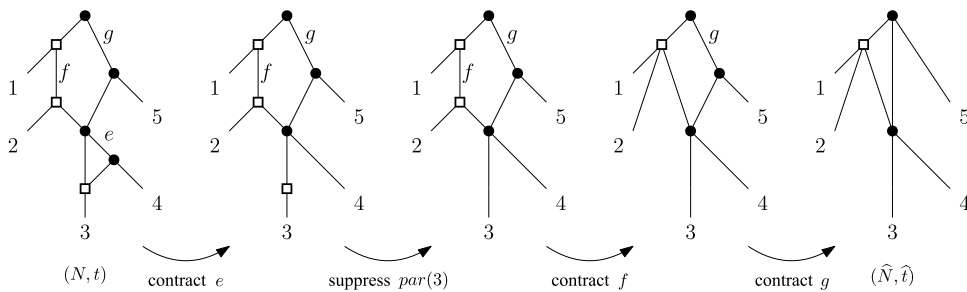 g g g
f f f
1 1 1 1 1
5 5 5 5 5
e
2 2 2 2 2
4 4 4 4 4
3 3 3 3 3
(N, t) contract e suppress par(3) contract f contract g (N̂, t̂)